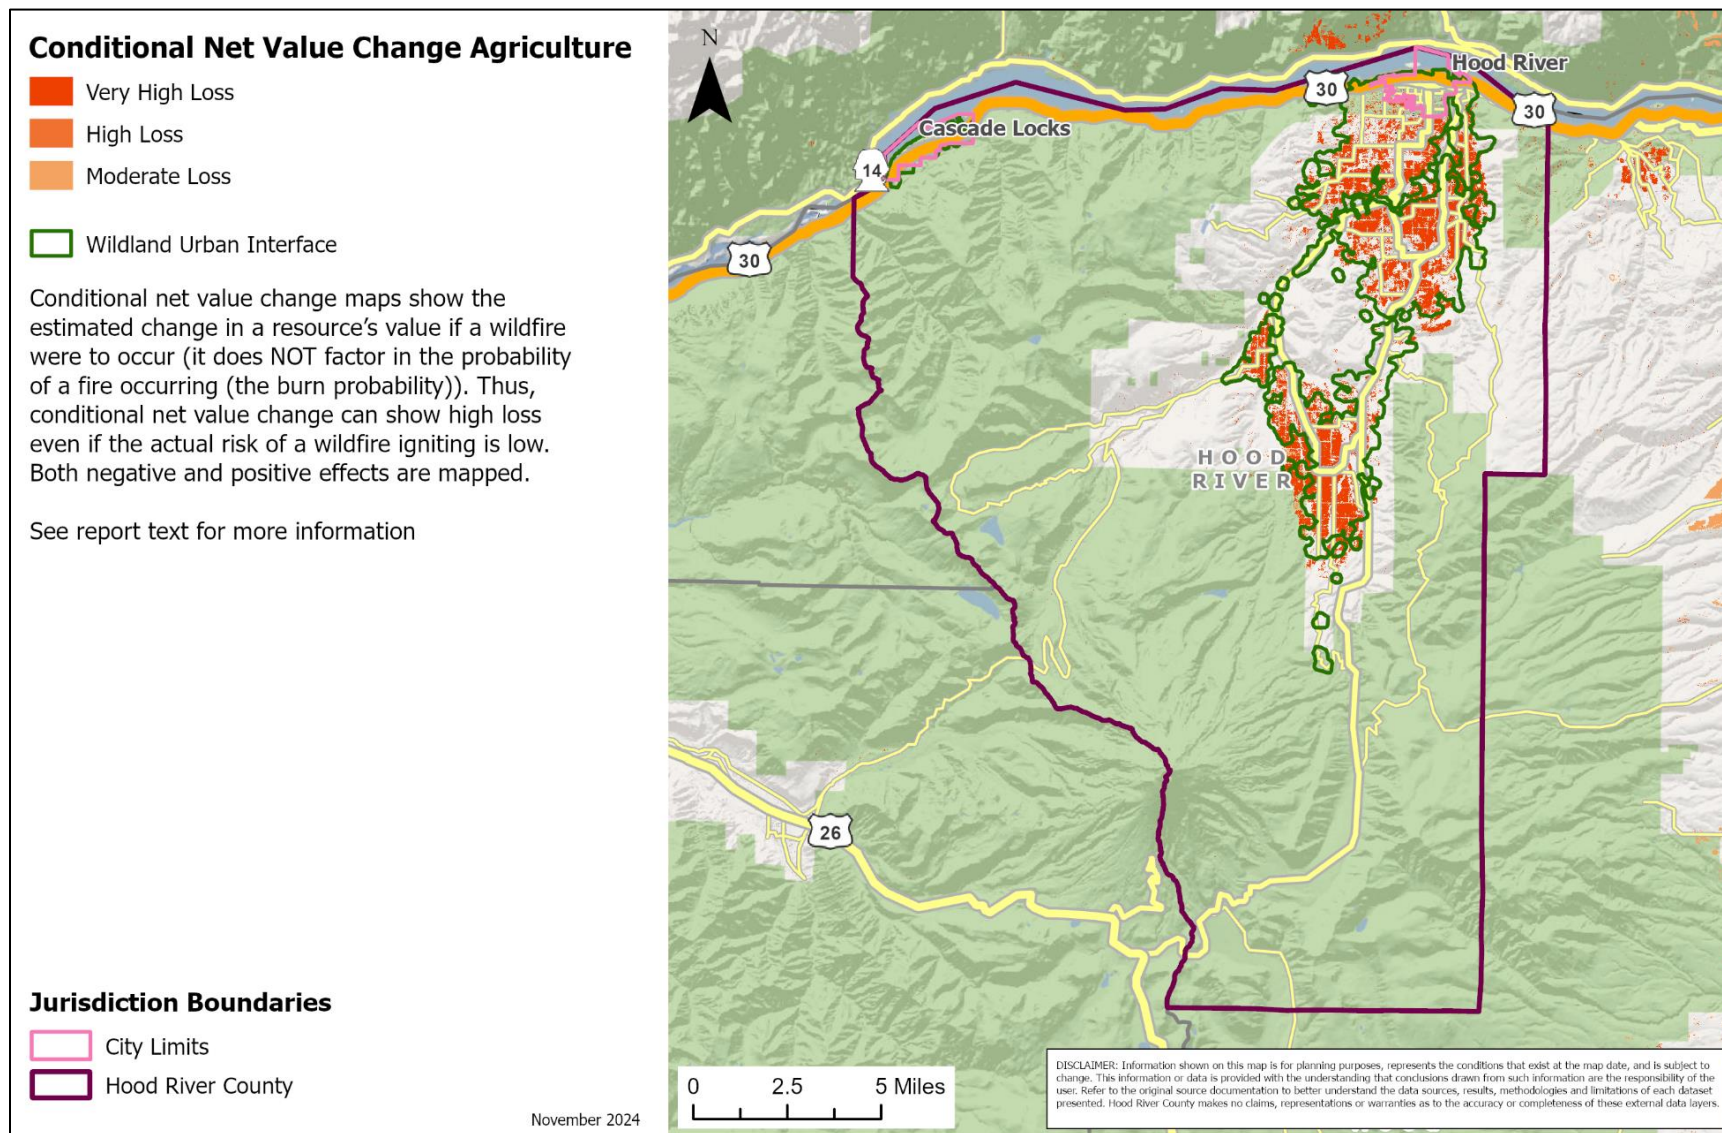 Conditional Net Value Change Agriculture
Very High Loss
High Loss
Moderate Loss
Wildland Urban Interface
Conditional net value change maps show the
estimated change in a resource's value if a wildfire
were to occur (it does NOT factor in the probability
of a fire occurring (the burn probability)). Thus,
conditional net value change can show high loss
even if the actual risk of a wildfire igniting is low.
Both negative and positive effects are mapped.
See report text for more information
Jurisdiction Boundaries
City Limits
Hood River County
November 2024
N
Hood River
30
30
Cascade Locks
14
30
HOOD
RIVER
26
0 2.5 5 Miles
DISCLAIMER: Information shown on this map is for planning purposes, represents the conditions that exist at the map date, and is subject to
change. This information or data is provided with the understanding that conclusions drawn from such information are the responsibility of the
user. Refer to the original source documentation to better understand the data sources, results, methodologies and limitations of each dataset
presented. Hood River County makes no claims, representations or warranties as to the accuracy or completeness of these external data layers.